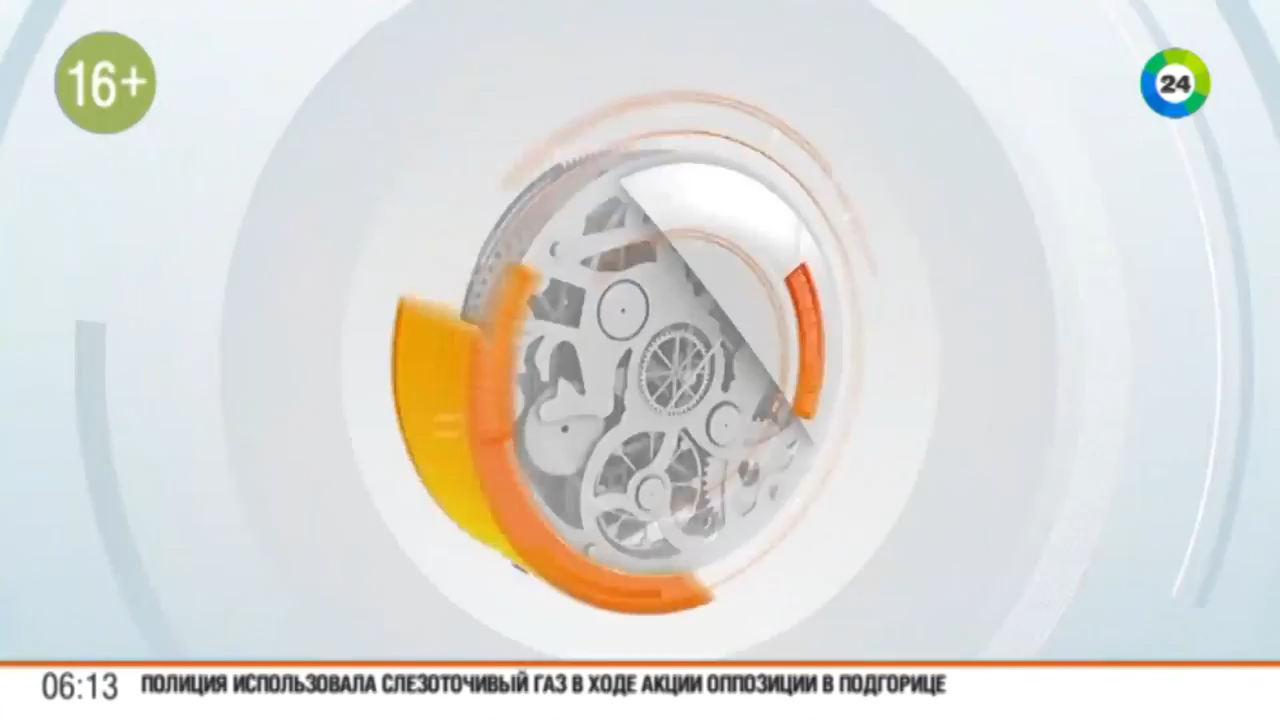 16+
24
06:13 ПОЛИЦИЯ ИСПОЛЬЗОВАЛА СЛЕЗОТОЧИВЫЙ ГАЗ В ХОДЕ АКЦИИ ОППОЗИЦИИ В ПОДГОРИЦЕ